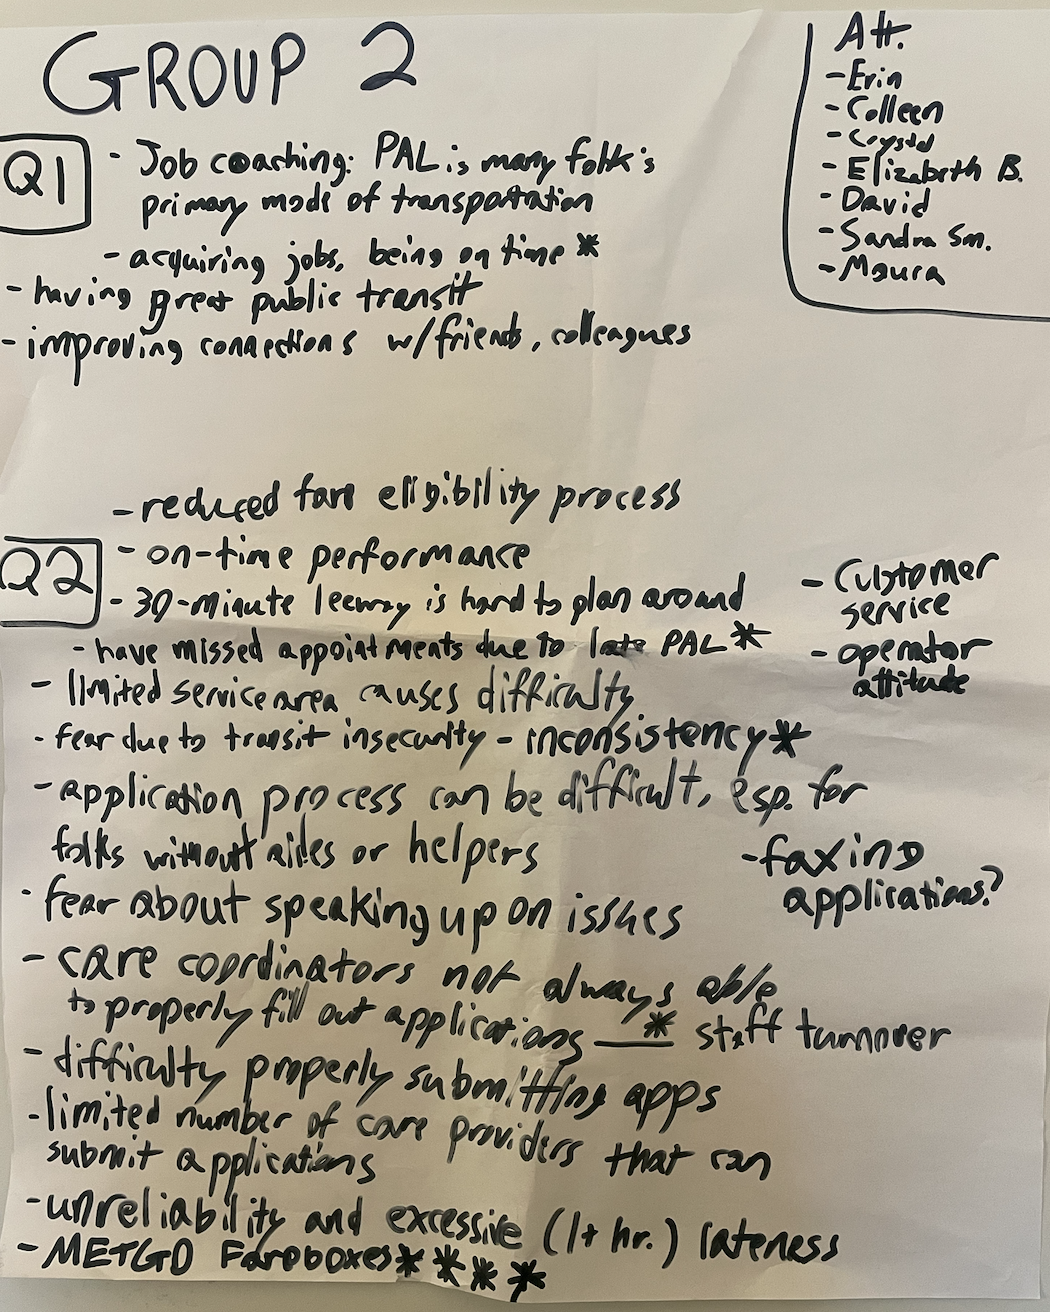 GROUP 2
Att.
- Erin
- Colleen
- Crystal
- Elizabeth B.
- David
- Sandra Sm.
- Maura
Q1
- Job coaching: PAL is many folk's
primary mode of transportation
- acquiring jobs, being on time *
- having great public transit
- improving connections w/friends, colleagues
- reduced fare eligibility process
Q2
- on-time performance
- 30-minute leeway is hard to plan around
- have missed appointments due to late PAL *
- limited service area causes difficulty
- fear due to transit insecurity - inconsistency *
- Customer
service
- operator
attitude
- application process can be difficult, esp. for
folks without aides or helpers
- faxing
applications?
- fear about speaking up on issues
- care coordinators not always able
to properly fill out applications — * staff turnover
- difficulty properly submitting apps
- limited number of care providers that can
submit applications
- unreliability and excessive (1+ hr.) lateness
- METGO Fareboxes * * * *